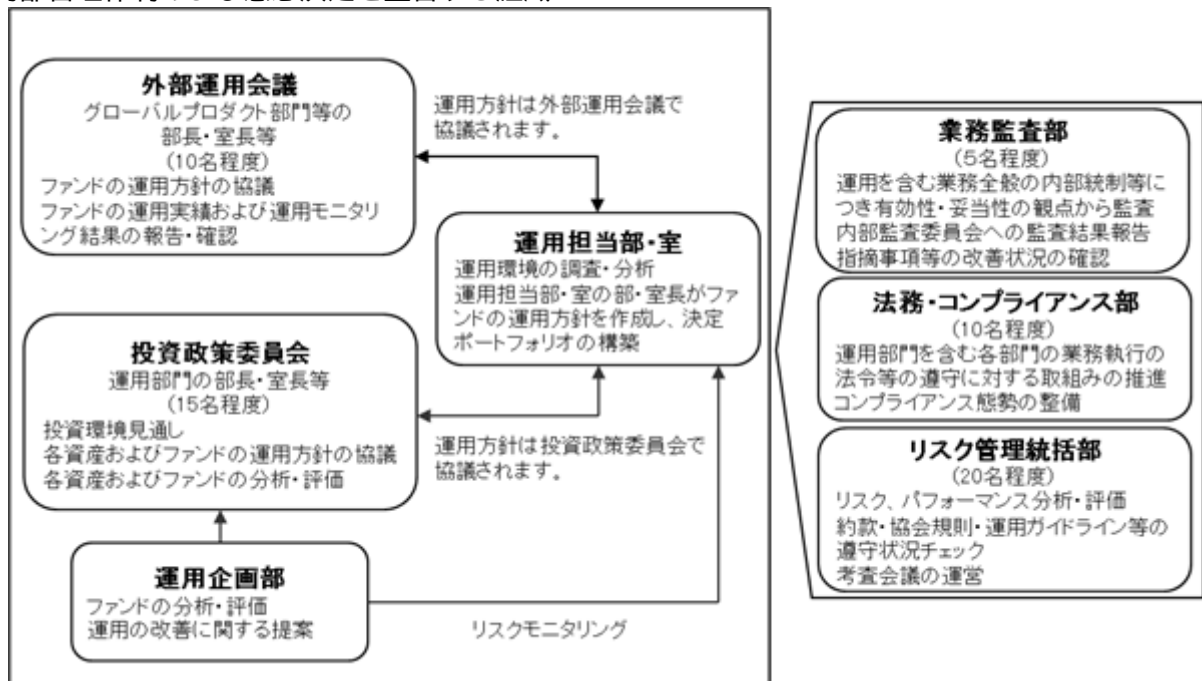 外部運用会議
グローバルプロダクト部門等の
部長・室長等
(10名程度)
ファンドの運用方針の協議
ファンドの運用実績および運用モニタリ
ング結果の報告・確認
運用方針は外部運用会議で
協議されます。
運用担当部・室
運用環境の調査・分析
運用担当部・室の部・室長がファ
ンドの運用方針を作成し、決定
ポートフォリオの構築
投資政策委員会
運用部門の部長・室長等
(15名程度)
投資環境見通し
各資産およびファンドの運用方針の協議
各資産およびファンドの分析・評価
運用方針は投資政策委員会で
協議されます。
運用企画部
ファンドの分析・評価
運用の改善に関する提案
リスクモニタリング
業務監査部
(5名程度)
運用を含む業務全般の内部統制等に
つき有効性・妥当性の観点から監査
内部監査委員会への監査結果報告
指摘事項等の改善状況の確認
法務・コンプライアンス部
(10名程度)
運用部門を含む各部門の業務執行の
法令等の遵守に対する取組みの推進
コンプライアンス態勢の整備
リスク管理統括部
(20名程度)
リスク、パフォーマンス分析・評価
約款・協会規則・運用ガイドライン等の
遵守状況チェック
考査会議の運営